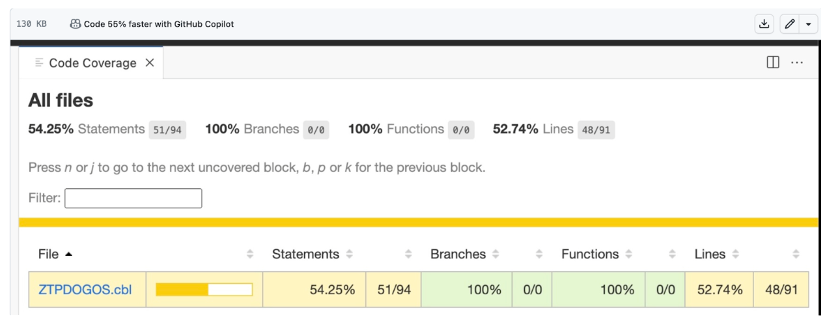 130 KB Code 55% faster with GitHub Copilot
Code Coverage
All files
54.25% Statements 51/94 100% Branches 0/0 100% Functions 0/0 52.74% Lines 48/91
Press n or j to go to the next uncovered block, b, p or k for the previous block.
Filter:
File Statements Branches Functions Lines
ZTPDOGOS.cbl 54.25% 51/94 100% 0/0 100% 0/0 52.74% 48/91